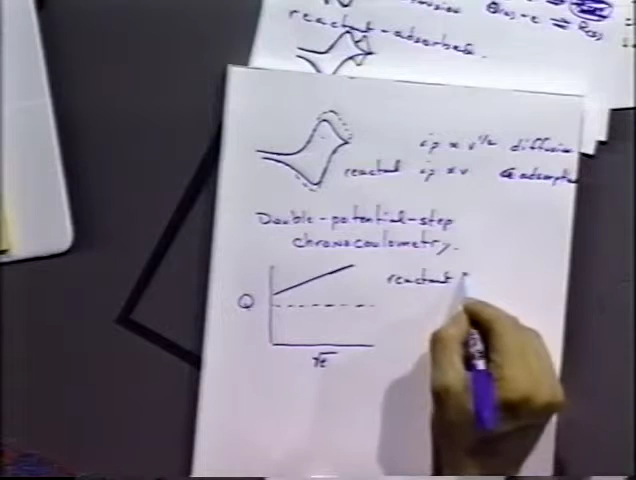 reactant-adsorbed.
ip ∝ v^1/2 diffusion
reactant ip ∝ v adsorption
Double-potential-step
chronocoulometry.
reactant
Q
√t